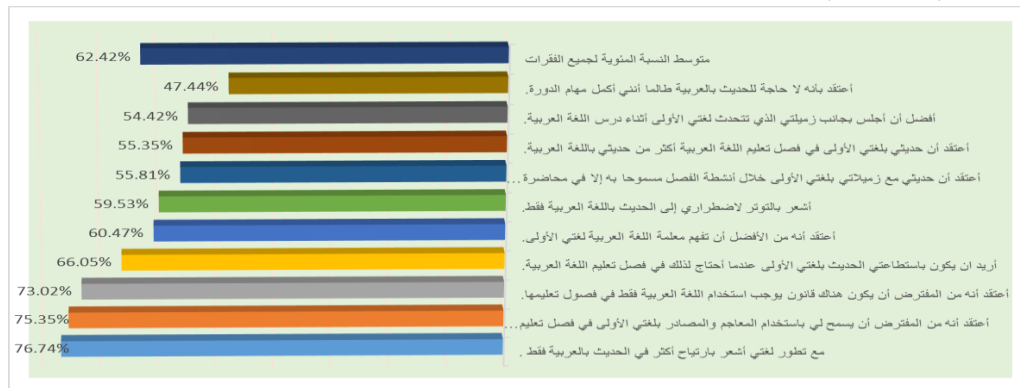 متوسط النسبة المئوية لجميع الفقرات 62.42%
أعتقد بأنه لا حاجة للحديث بالعربية طالما أنني أكمل مهام الدورة. 47.44%
أفضل أن أجلس بجانب زميلتي الذي تتحدث لغتي الأولى أثناء درس اللغة العربية. 54.42%
أعتقد أن حديثي بلغتي الأولى في فصل تعليم اللغة العربية أكثر من حديثي باللغة العربية. 55.35%
أعتقد أن حديثي مع زميلاتي بلغتي الأولى خلال أنشطة الفصل مسموحا به إلا في محاضرة ... 55.81%
أشعر بالتوتر لاضطراري إلى الحديث باللغة العربية فقط. 59.53%
أعتقد أنه من الأفضل أن تفهم معلمة اللغة العربية لغتي الأولى. 60.47%
أريد ان يكون باستطاعتي الحديث بلغتي الأولى عندما أحتاج لذلك في فصل تعليم اللغة العربية. 66.05%
أعتقد أنه من المفترض أن يكون هناك قانون يوجب استخدام اللغة العربية فقط في فصول تعليمها. 73.02%
أعتقد أنه من المفترض أن يسمح لي باستخدام المعاجم والمصادر بلغتي الأولى في فصل تعليم... 75.35%
مع تطور لغتي أشعر بارتياح أكثر في الحديث بالعربية فقط . 76.74%